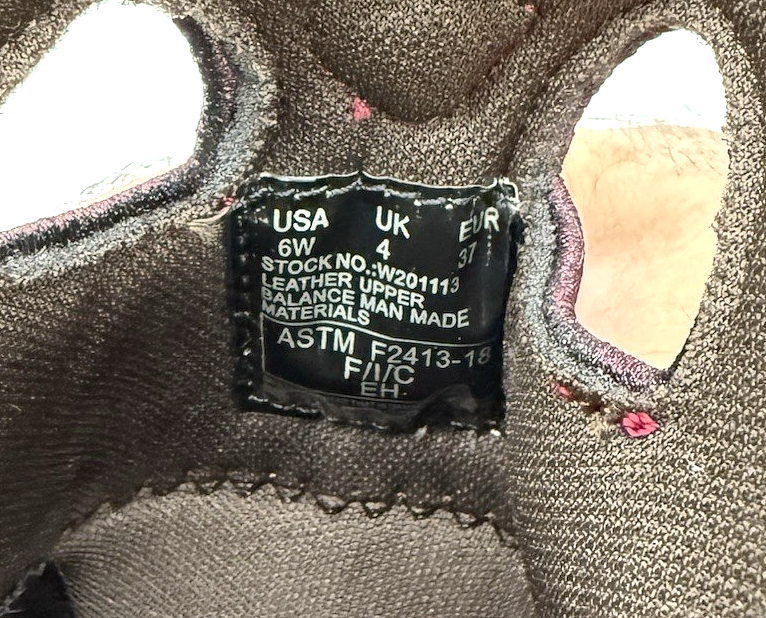 USA UK EUR
6W 4 37
STOCK NO.:W201113
LEATHER UPPER
BALANCE MAN MADE
MATERIALS
ASTM F2413-18
F/I/C
EH